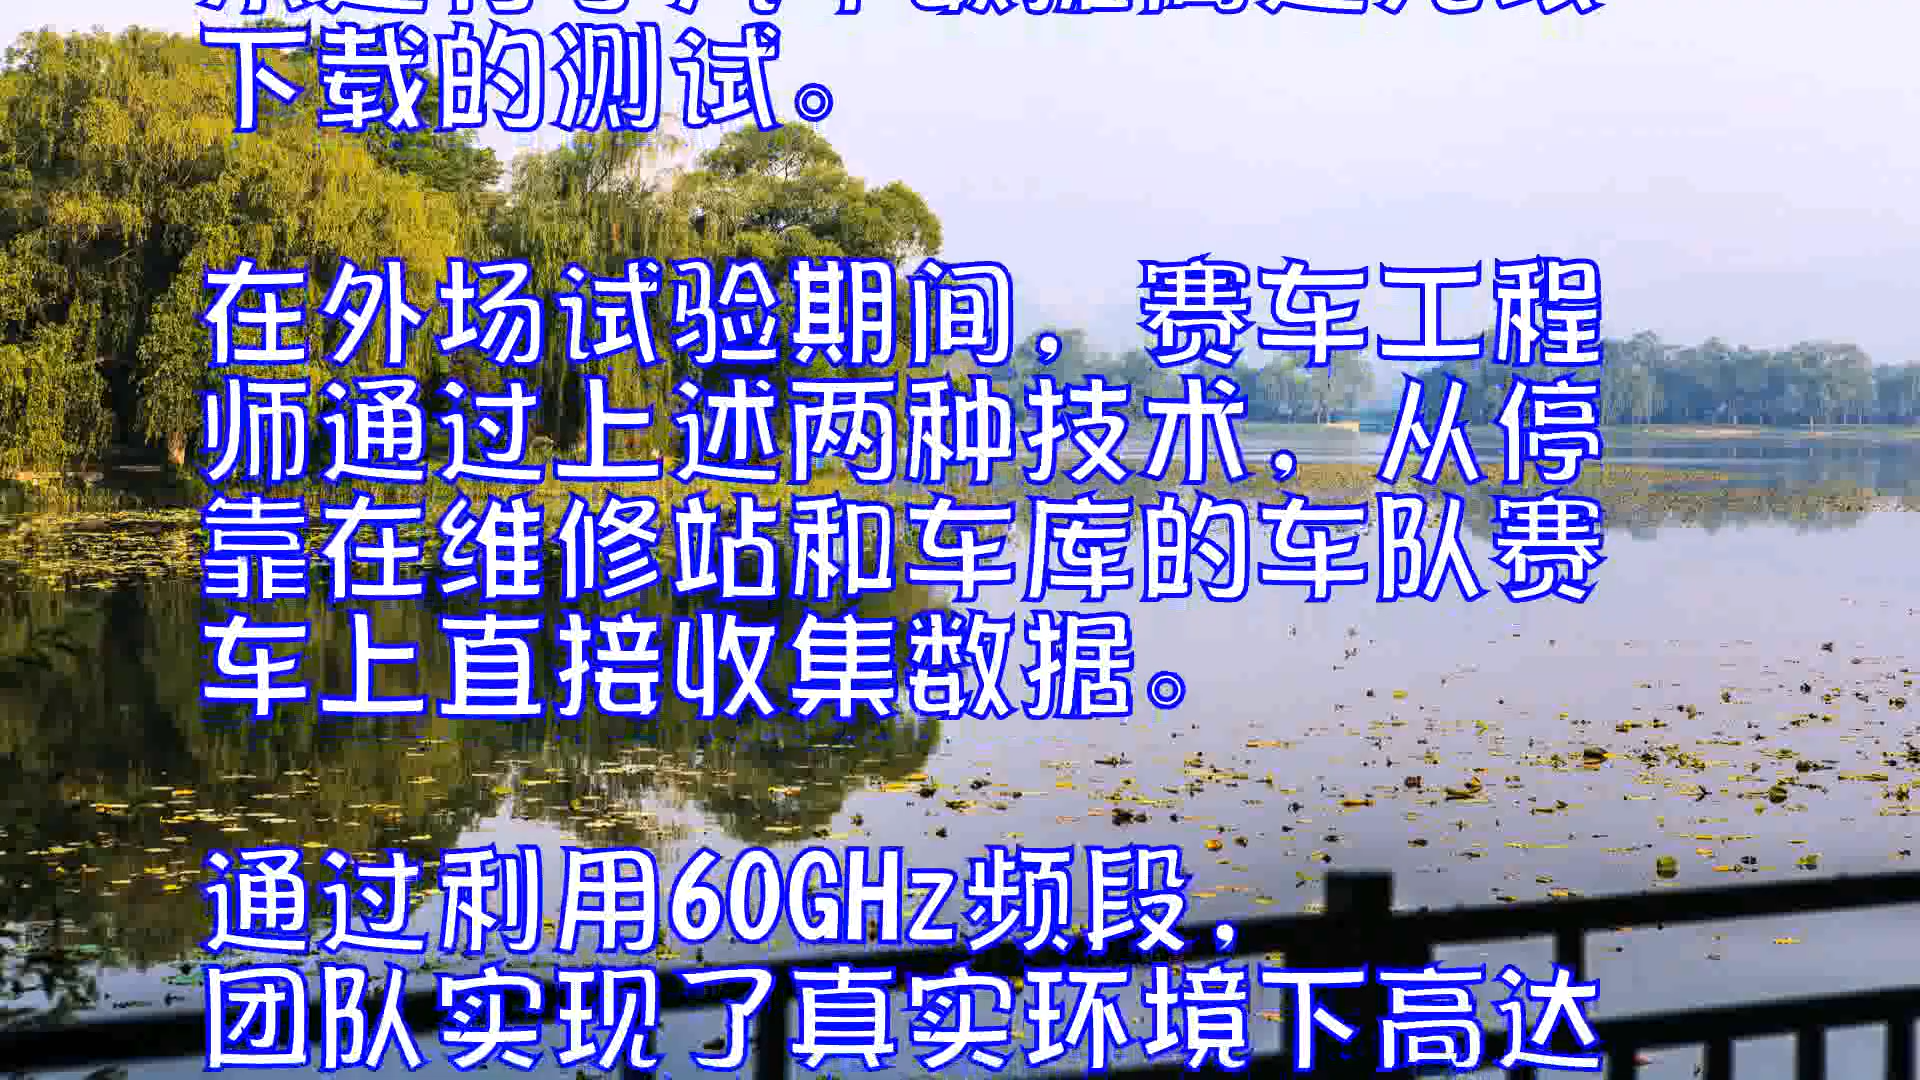 下载的测试。
在外场试验期间，赛车工程
师通过上述两种技术，从停
靠在维修站和车库的车队赛
车上直接收集数据。
通过利用60GHz频段，
团队实现了真实环境下高达